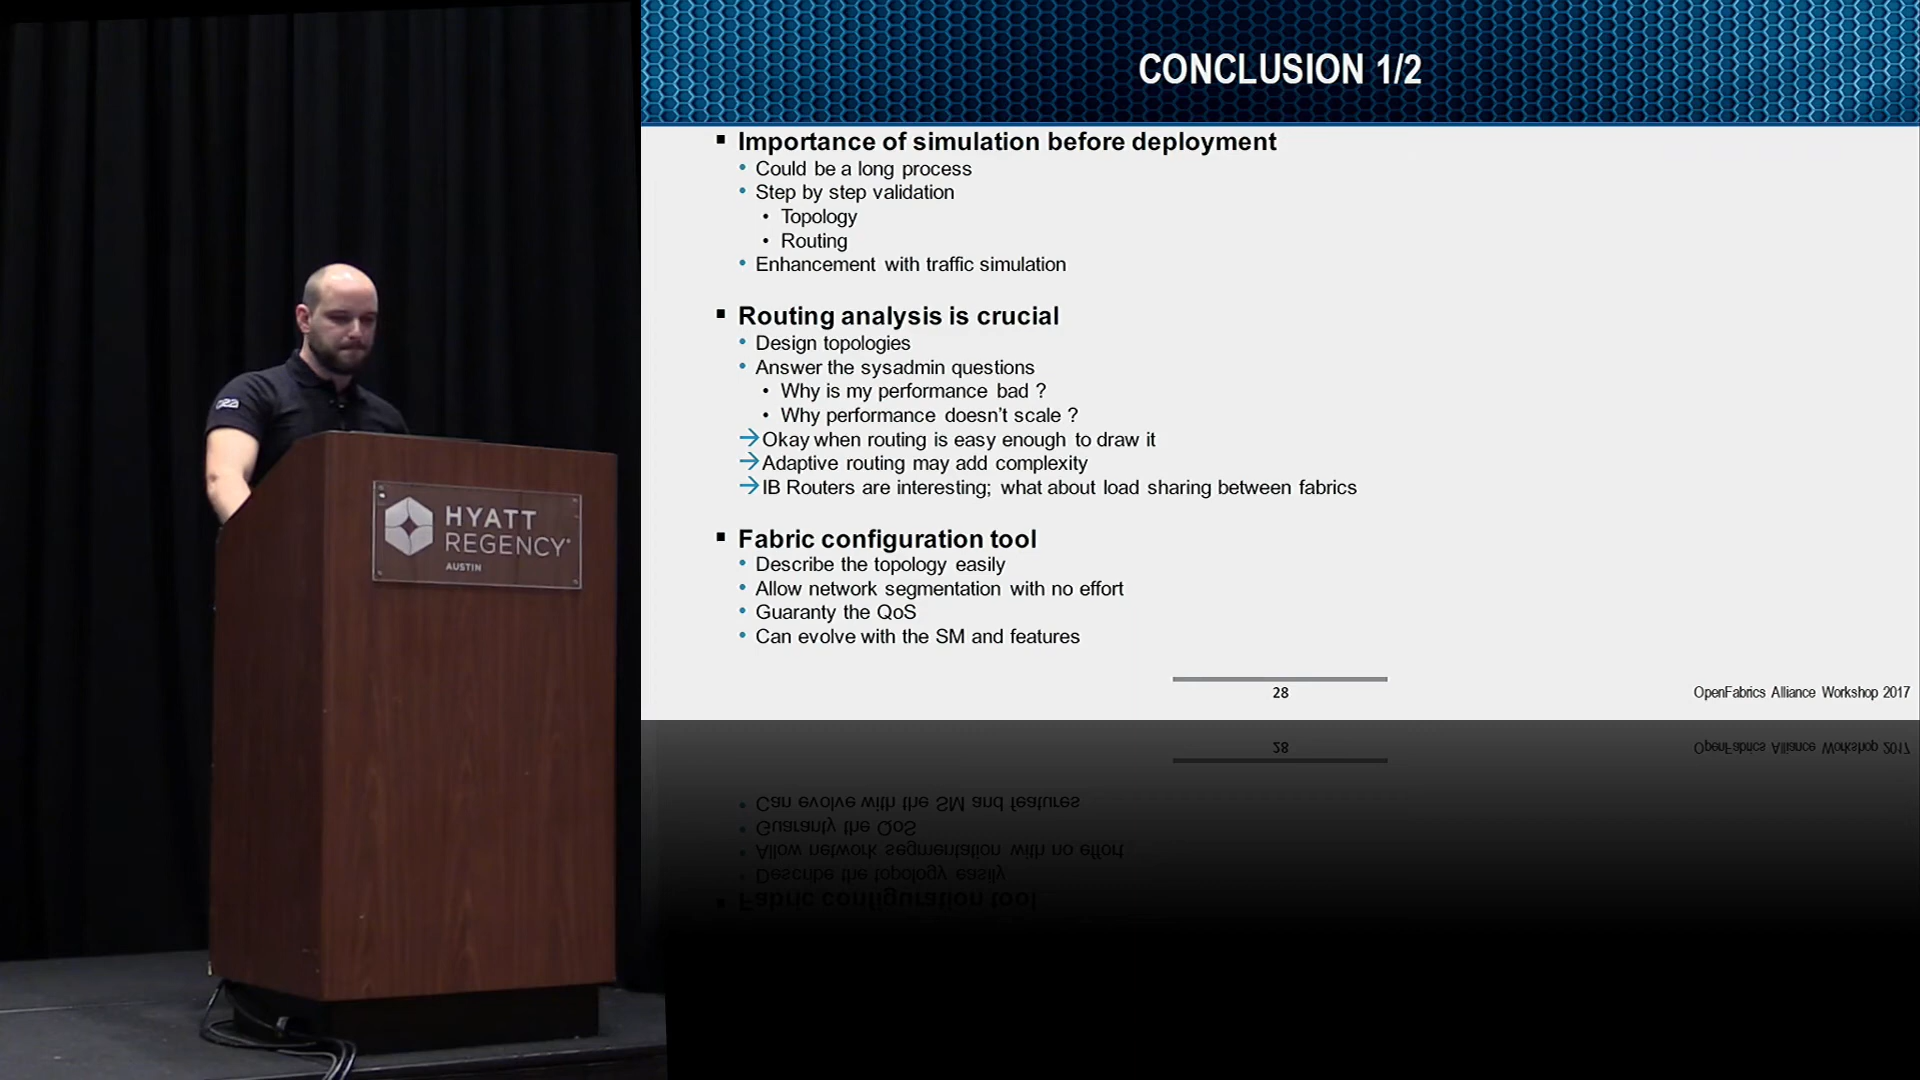 CONCLUSION 1/2
▪ Importance of simulation before deployment
• Could be a long process
• Step by step validation
• Topology
• Routing
• Enhancement with traffic simulation
▪ Routing analysis is crucial
• Design topologies
• Answer the sysadmin questions
• Why is my performance bad ?
• Why performance doesn't scale ?
→Okay when routing is easy enough to draw it
→Adaptive routing may add complexity
→IB Routers are interesting; what about load sharing between fabrics
▪ Fabric configuration tool
• Describe the topology easily
• Allow network segmentation with no effort
• Guaranty the QoS
• Can evolve with the SM and features
28
OpenFabrics Alliance Workshop 2017
HYATT
REGENCY
AUSTIN